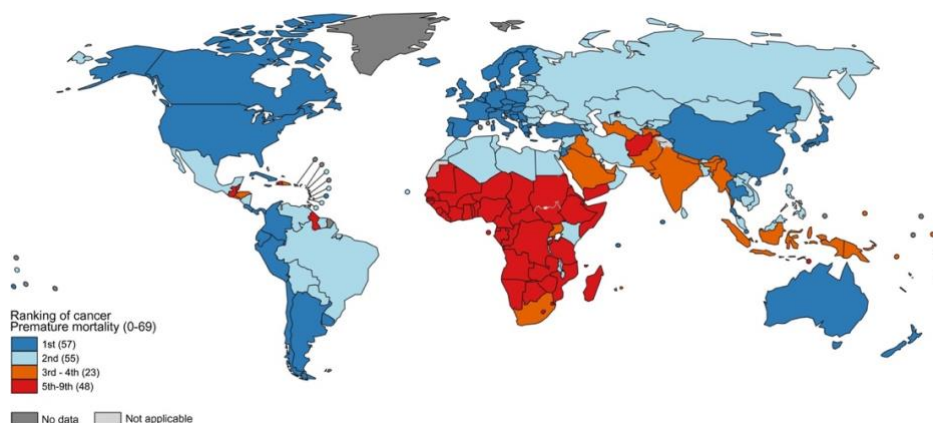 Ranking of cancer
Premature mortality (0-69)
1st (57)
2nd (55)
3rd - 4th (23)
5th-9th (48)
No data
Not applicable